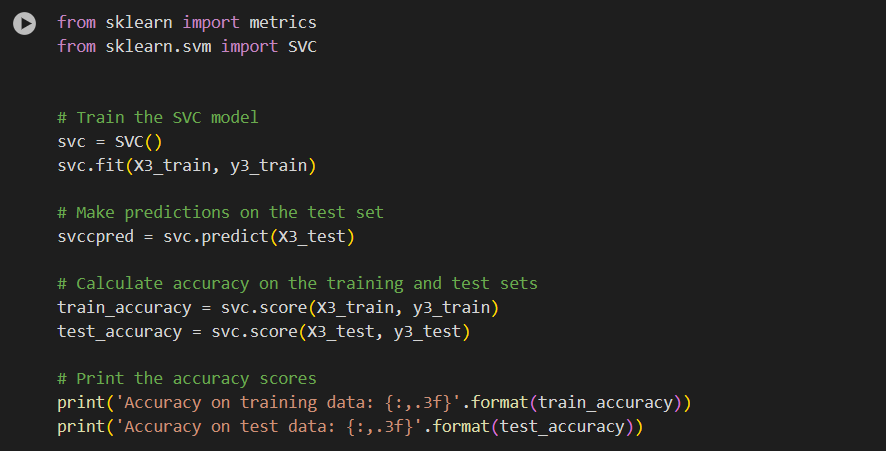 from sklearn import metrics
from sklearn.svm import SVC
# Train the SVC model
svc = SVC()
svc.fit(X3_train, y3_train)
# Make predictions on the test set
svccpred = svc.predict(X3_test)
# Calculate accuracy on the training and test sets
train_accuracy = svc.score(X3_train, y3_train)
test_accuracy = svc.score(X3_test, y3_test)
# Print the accuracy scores
print('Accuracy on training data: {:,.3f}'.format(train_accuracy))
print('Accuracy on test data: {:,.3f}'.format(test_accuracy))